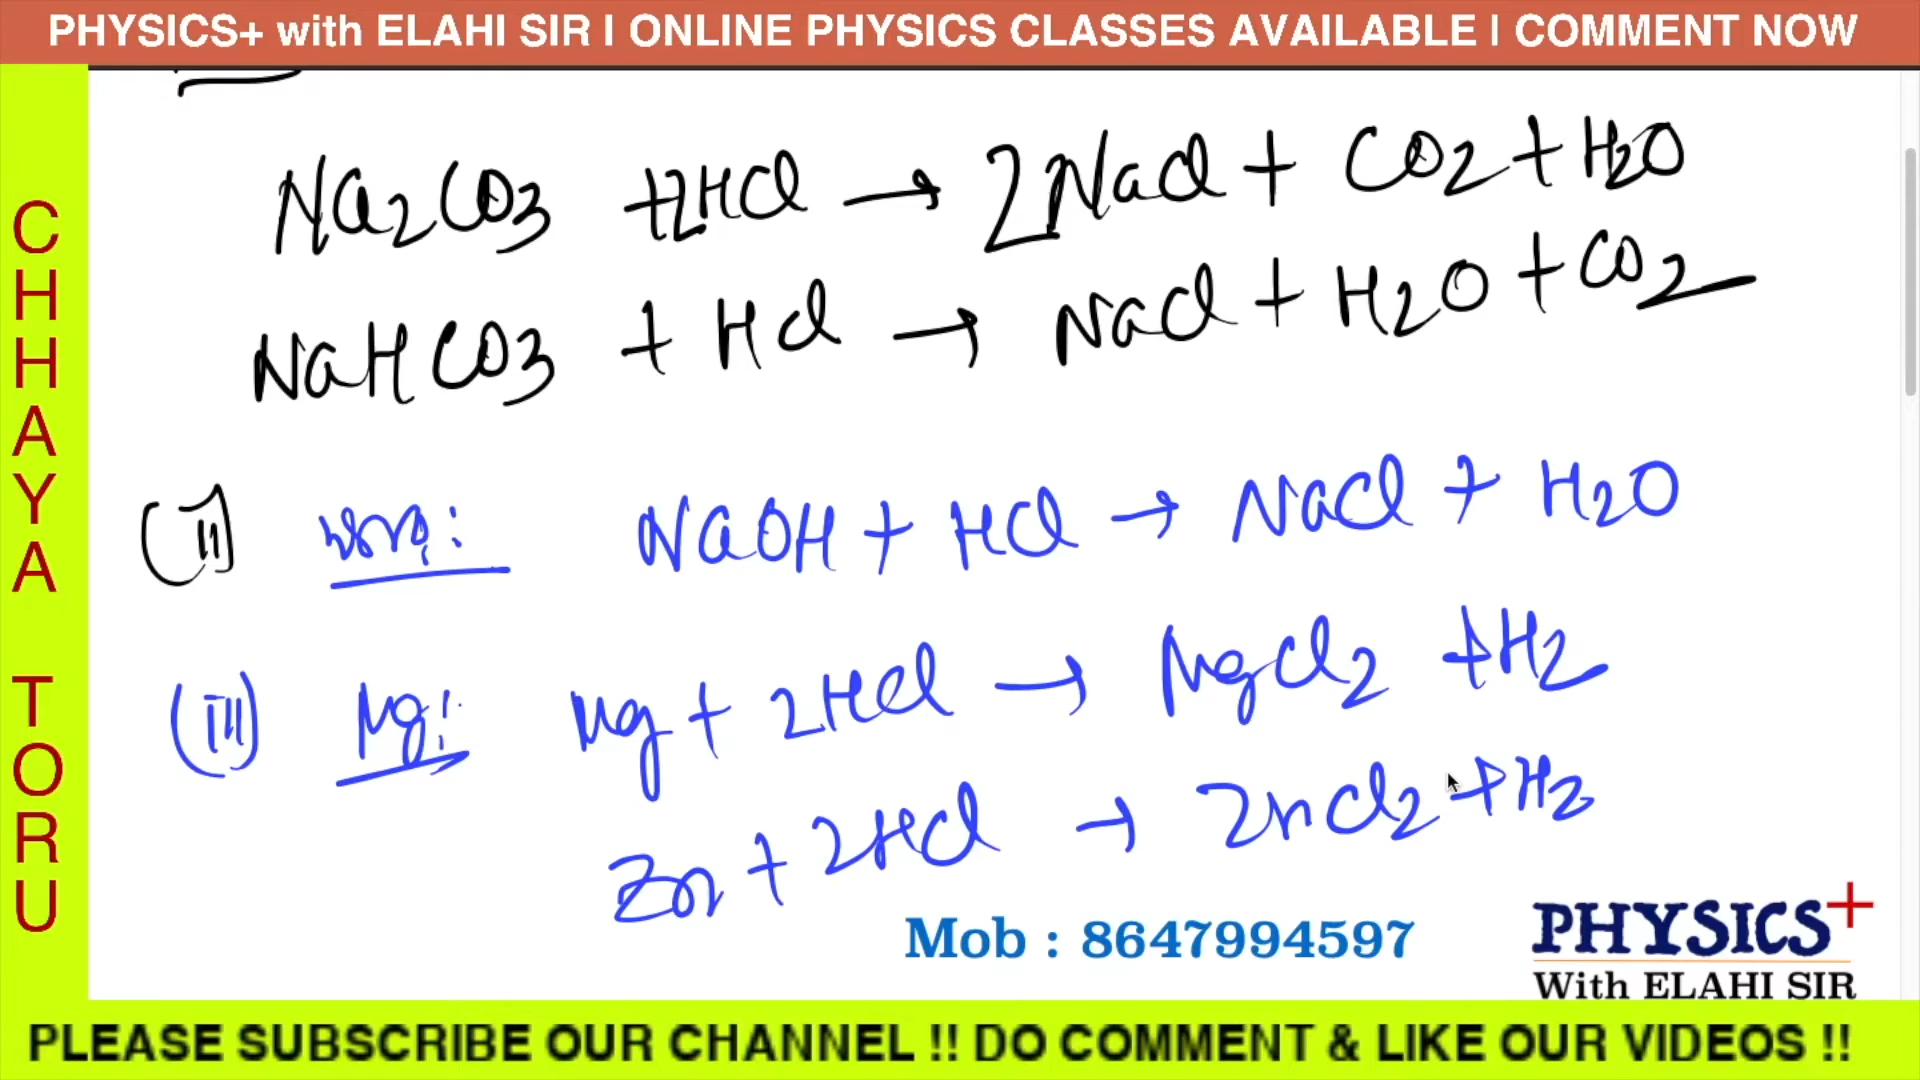 PHYSICS+ with ELAHI SIR I ONLINE PHYSICS CLASSES AVAILABLE I COMMENT NOW
CHHAYA TORU
Na2CO3 + 2HCl → 2NaCl + CO2 + H2O
NaHCO3 + HCl → NaCl + H2O + CO2
(II) NaOH + HCl → NaCl + H2O
(III) Mg: Mg + 2HCl → MgCl2 + H2
Zn + 2HCl → ZnCl2 + H2
Mob : 8647994597
PHYSICS+
With ELAHI SIR
PLEASE SUBSCRIBE OUR CHANNEL !! DO COMMENT & LIKE OUR VIDEOS !!